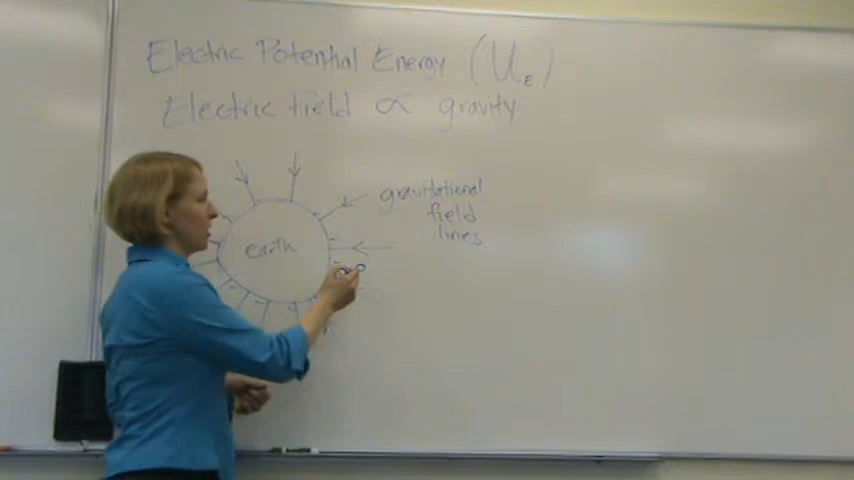 Electric Potential Energy (U_E)
Electric field ∝ gravity
gravitational
field
lines
earth